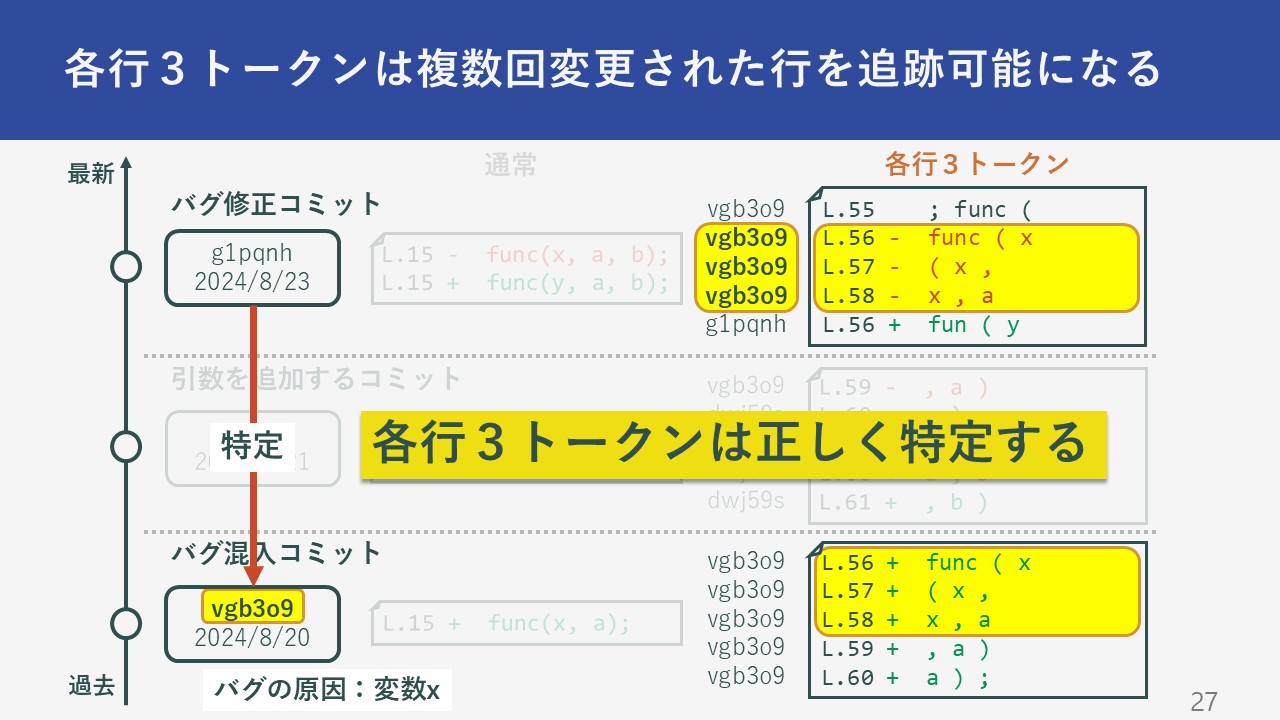 各行３トークンは複数回変更された行を追跡可能になる
最新
通常
各行３トークン
バグ修正コミット
g1pqnh
2024/8/23
L.15 - func(x, a, b);
L.15 + func(y, a, b);
vgb3o9 L.55 ; func (
vgb3o9 L.56 - func ( x
vgb3o9 L.57 - ( x ,
vgb3o9 L.58 - x , a
g1pqnh L.56 + fun ( y
引数を追加するコミット
特定
vgb3o9 L.59 - , a )
各行３トークンは正しく特定する
dwj59s L.61 + , b )
バグ混入コミット
vgb3o9
2024/8/20
L.15 + func(x, a);
vgb3o9 L.56 + func ( x
vgb3o9 L.57 + ( x ,
vgb3o9 L.58 + x , a
vgb3o9 L.59 + , a )
vgb3o9 L.60 + a ) ;
過去
バグの原因：変数x
27